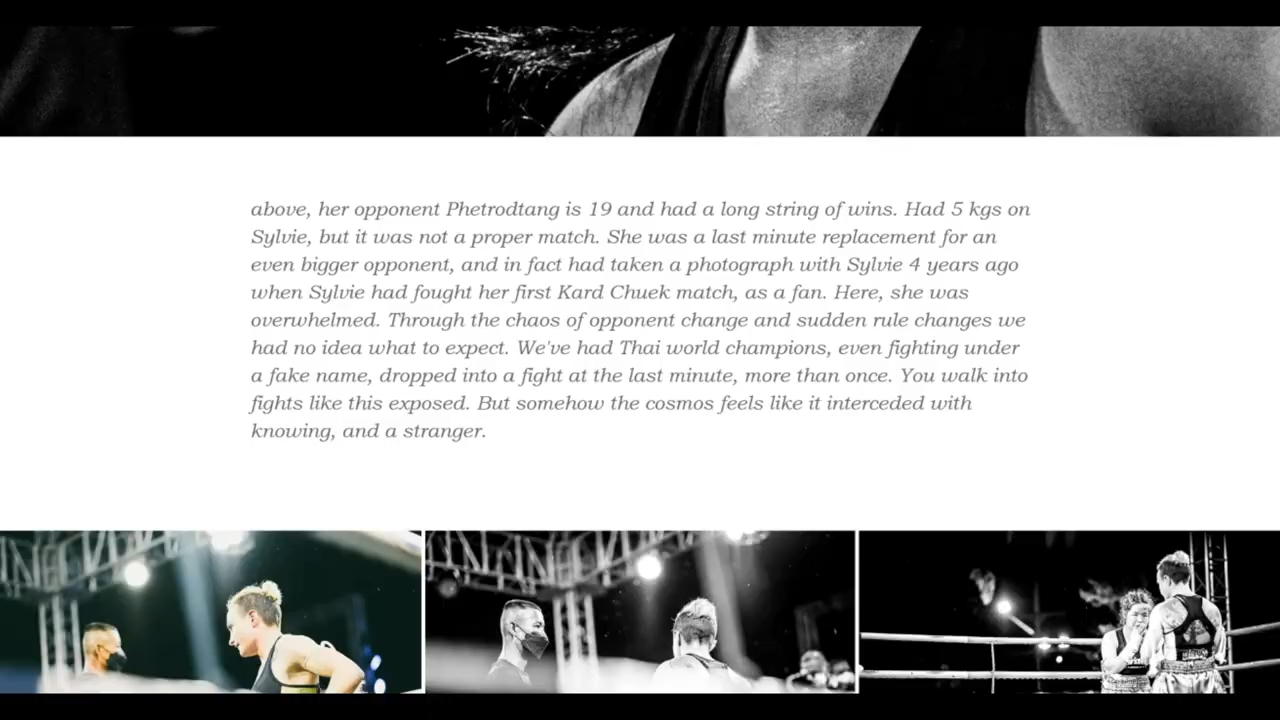 above, her opponent Phetrodtang is 19 and had a long string of wins. Had 5 kgs on
Sylvie, but it was not a proper match. She was a last minute replacement for an
even bigger opponent, and in fact had taken a photograph with Sylvie 4 years ago
when Sylvie had fought her first Kard Chuek match, as a fan. Here, she was
overwhelmed. Through the chaos of opponent change and sudden rule changes we
had no idea what to expect. We've had Thai world champions, even fighting under
a fake name, dropped into a fight at the last minute, more than once. You walk into
fights like this exposed. But somehow the cosmos feels like it interceded with
knowing, and a stranger.